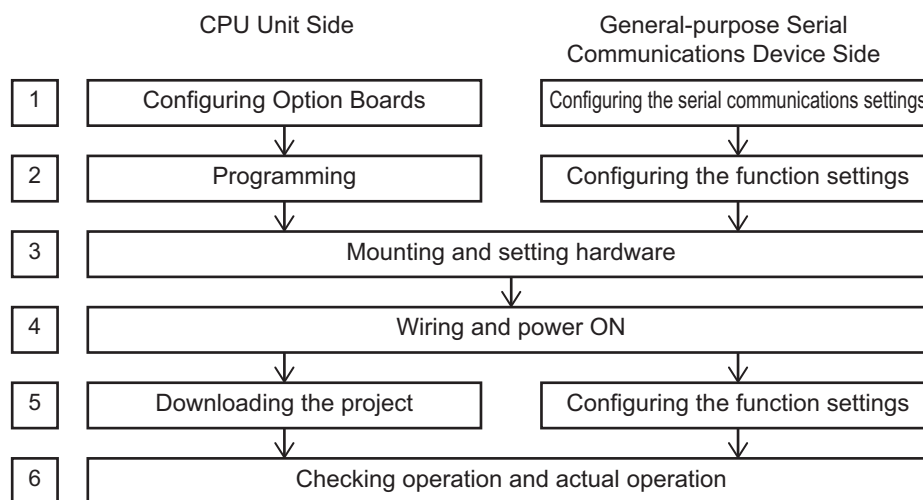 CPU Unit Side
General-purpose Serial
Communications Device Side
1
Configuring Option Boards
Configuring the serial communications settings
2
Programming
Configuring the function settings
3
Mounting and setting hardware
4
Wiring and power ON
5
Downloading the project
Configuring the function settings
6
Checking operation and actual operation